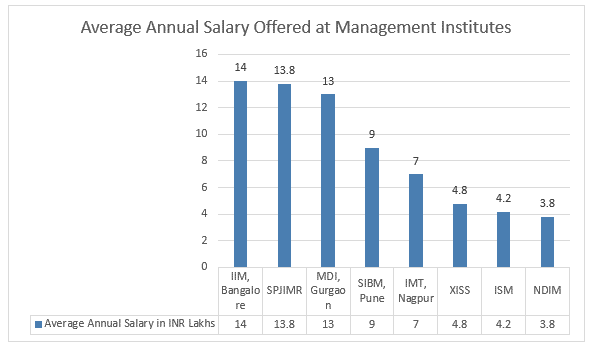 Average Annual Salary Offered at Management Institutes
16
14
12
10
8
6
4
2
0
14
13.8
13
9
7
4.8
4.2
3.8
IIM,
Bangalo
re
SPJIMR
MDI,
Gurgao
n
SIBM,
Pune
IMT,
Nagpur
XISS
ISM
NDIM
Average Annual Salary in INR Lakhs 14 13.8 13 9 7 4.8 4.2 3.8